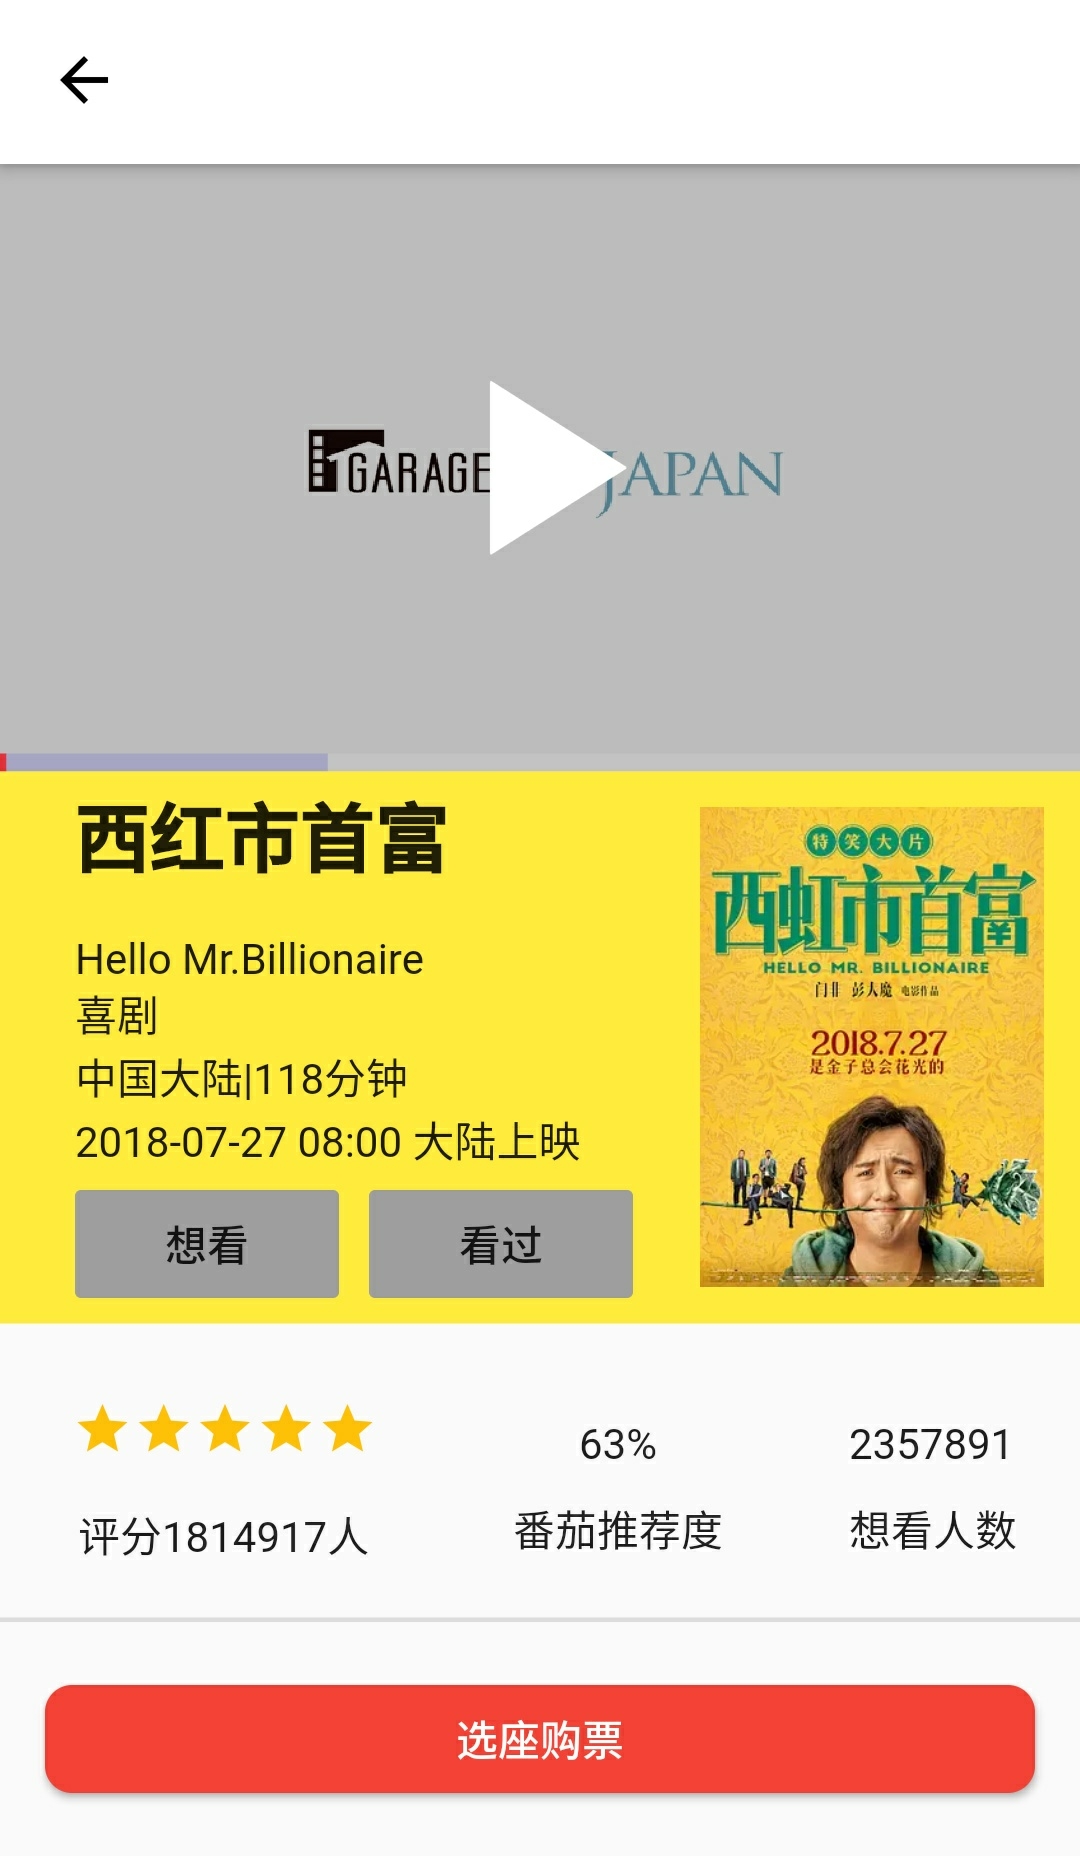 GARAGE
JAPAN
西红市首富
Hello Mr.Billionaire
喜剧
中国大陆|118分钟
2018-07-27 08:00 大陆上映
想看
看过
特笑大片
西虹市首富
HELLO MR. BILLIONAIRE
闫非 彭大魔 电影作品
2018.7.27
是金子总会花光的
评分1814917人
63%
番茄推荐度
2357891
想看人数
选座购票